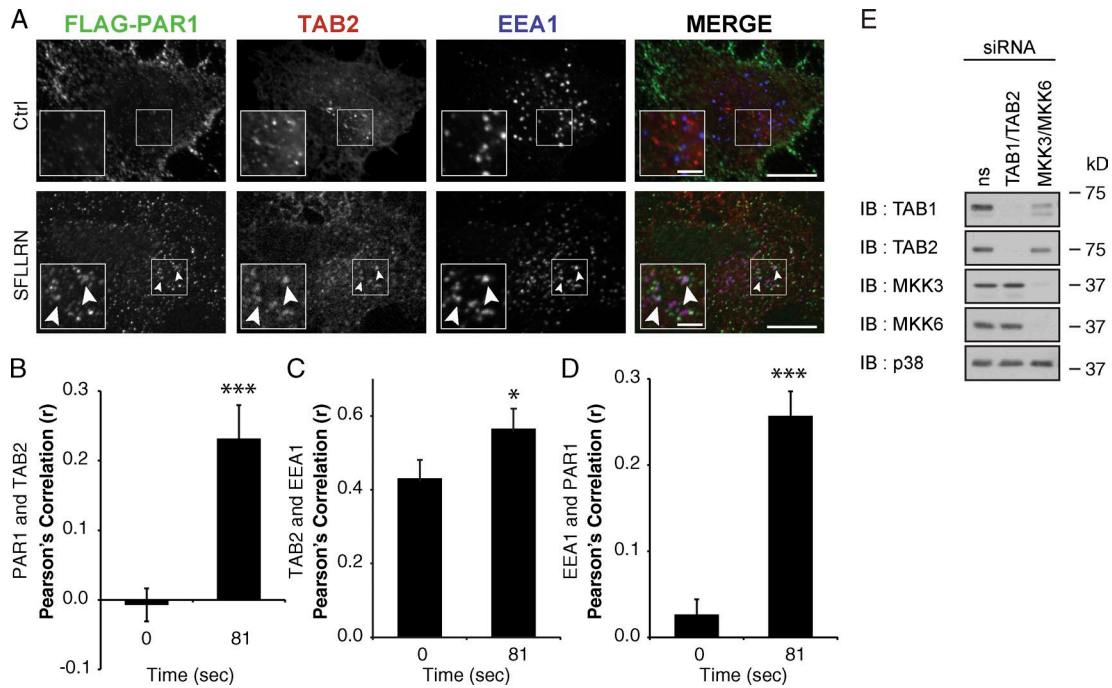 A
FLAG-PAR1 TAB2 EEA1 MERGE
Ctrl
SFLLRN
B
PAR1 and TAB2
Pearson's Correlation (r)
0.3
0.2
0.1
0.0
-0.1
***
0 81
Time (sec)
C
TAB2 and EEA1
Pearson's Correlation (r)
0.6
0.4
0.2
0.0
*
0 81
Time (sec)
D
EEA1 and PAR1
Pearson's Correlation (r)
0.3
0.2
0.1
0.0
***
0 81
Time (sec)
E
siRNA
ns
TAB1/TAB2
MKK3/MKK6
kD
IB : TAB1
– 75
IB : TAB2
– 75
IB : MKK3
– 37
IB : MKK6
– 37
IB : p38
– 37